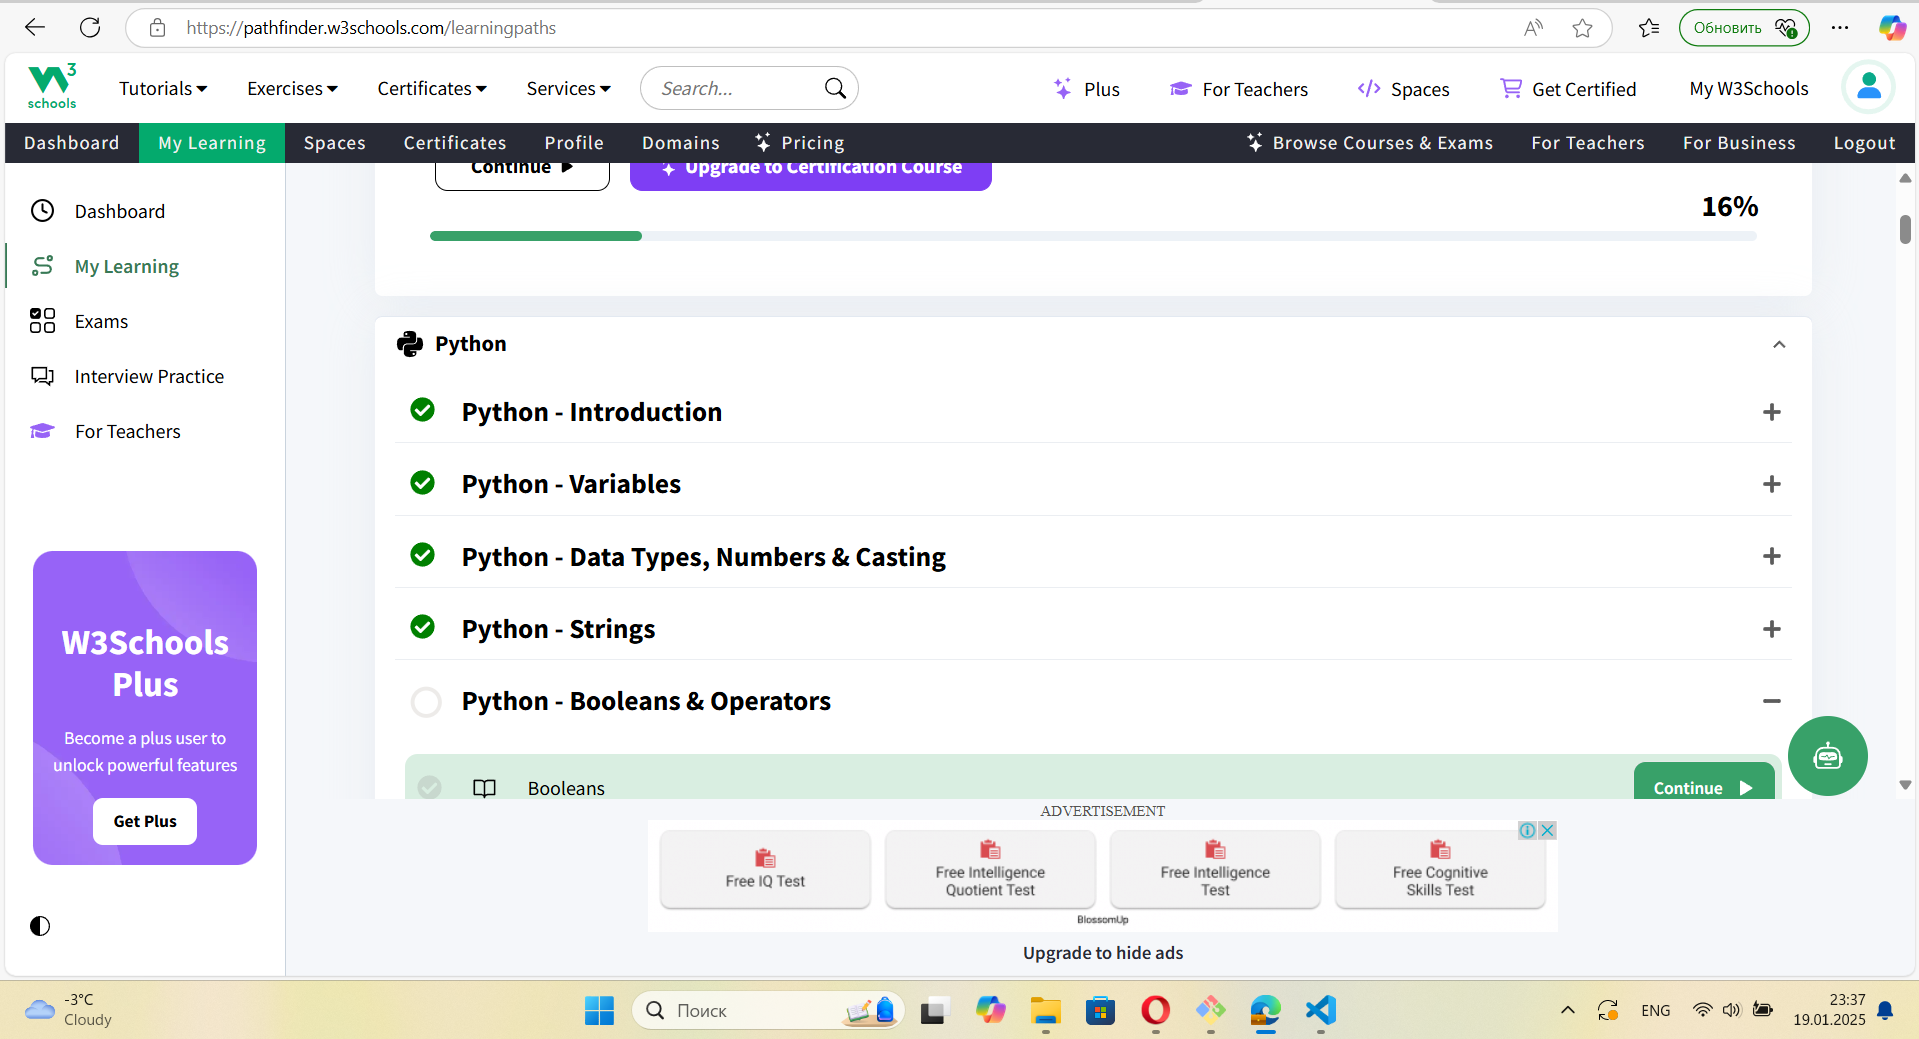 https://pathfinder.w3schools.com/learningpaths
Обновить
3
schools
Tutorials
Exercises
Certificates
Services
Search...
Plus
For Teachers
Spaces
Get Certified
My W3Schools
Dashboard
My Learning
Spaces
Certificates
Profile
Domains
Pricing
Browse Courses & Exams
For Teachers
For Business
Logout
Continue
Upgrade to Certification Course
16%
Dashboard
My Learning
Exams
Interview Practice
For Teachers
W3Schools
Plus
Become a plus user to
unlock powerful features
Get Plus
Python
Python - Introduction
Python - Variables
Python - Data Types, Numbers & Casting
Python - Strings
Python - Booleans & Operators
Booleans
Continue
ADVERTISEMENT
Free IQ Test
Free Intelligence
Quotient Test
Free Intelligence
Test
Free Cognitive
Skills Test
BlossomUp
Upgrade to hide ads
-3°C
Cloudy
Поиск
ENG
23:37
19.01.2025